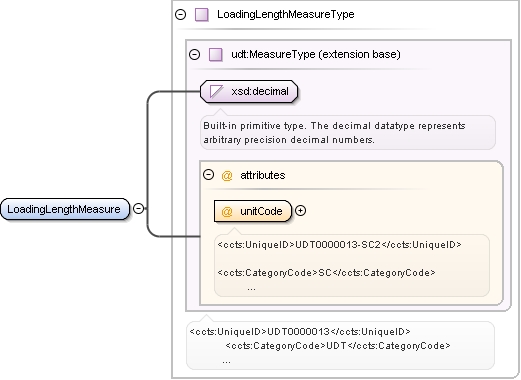 LoadingLengthMeasureType
udt:MeasureType (extension base)
xsd:decimal
Built-in primitive type. The decimal datatype represents
arbitrary precision decimal numbers.
@ attributes
LoadingLengthMeasure
@ unitCode
<ccts:UniqueID>UDT0000013-SC2</ccts:UniqueID>
<ccts:CategoryCode>SC</ccts:CategoryCode>
...
<ccts:UniqueID>UDT0000013</ccts:UniqueID>
<ccts:CategoryCode>UDT</ccts:CategoryCode>
...